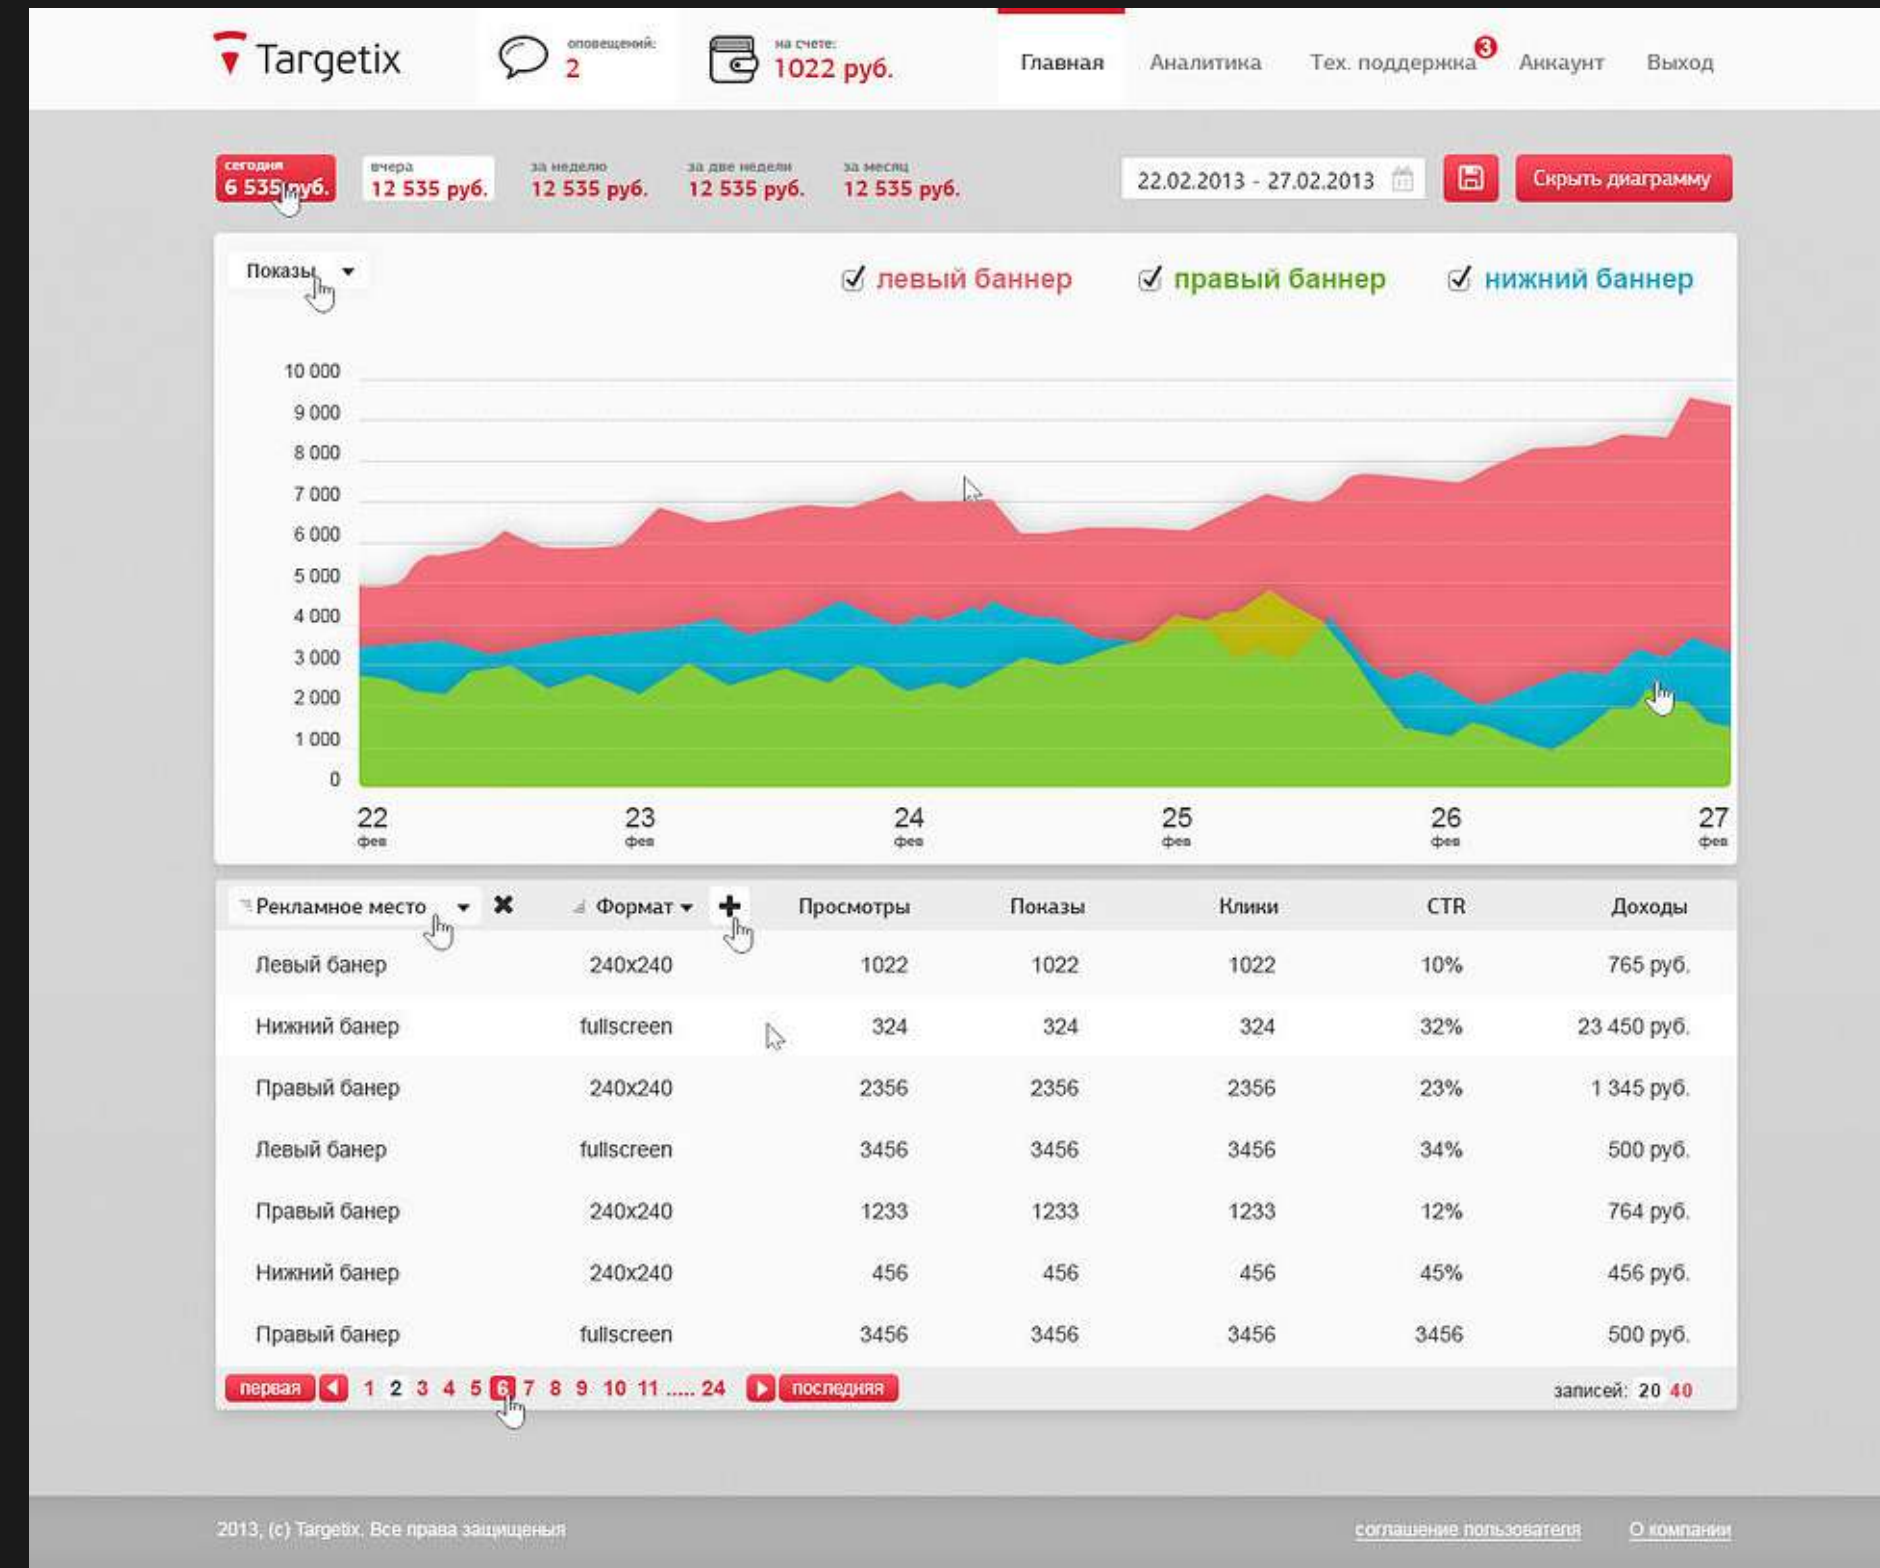 Targetix
оповещений:
2
на счете:
1022 руб.
Главная
Аналитика
Тех. поддержка
3
Аккаунт
Выход
сегодня
6 535 руб.
вчера
12 535 руб.
за неделю
12 535 руб.
за две недели
12 535 руб.
за месяц
12 535 руб.
22.02.2013 - 27.02.2013
Скрыть диаграмму
Показы
левый баннер
правый баннер
нижний баннер
10 000
9 000
8 000
7 000
6 000
5 000
4 000
3 000
2 000
1 000
0
22 23 24 25 26 27
фев фев фев фев фев фев
Рекламное место Формат Просмотры Показы Клики CTR Доходы
Левый банер 240x240 1022 1022 1022 10% 765 руб.
Нижний банер fullscreen 324 324 324 32% 23 450 руб.
Правый банер 240x240 2356 2356 2356 23% 1 345 руб.
Левый банер fullscreen 3456 3456 3456 34% 500 руб.
Правый банер 240x240 1233 1233 1233 12% 764 руб.
Нижний банер 240x240 456 456 456 45% 456 руб.
Правый банер fullscreen 3456 3456 3456 3456 500 руб.
первая 1 2 3 4 5 6 7 8 9 10 11 ..... 24 последняя записей: 20 40
2013, (c) Targetix. Все права защищеныя соглашение пользователя О компании